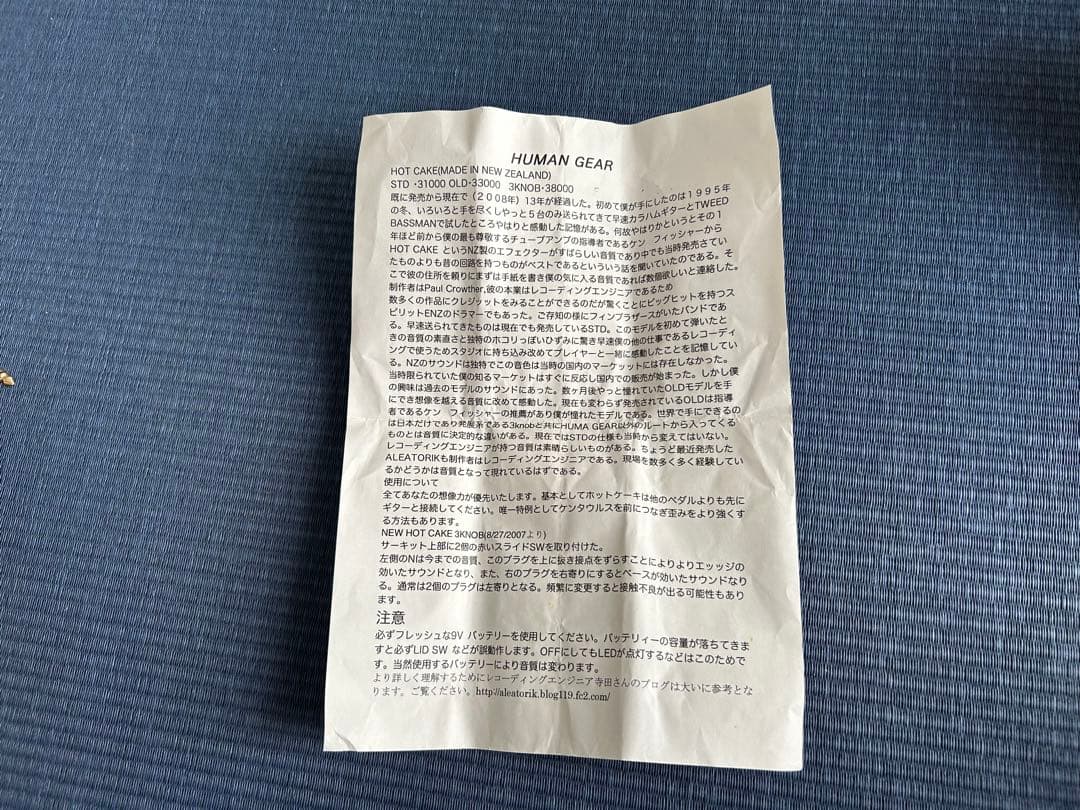 HUMAN GEAR
HOT CAKE(MADE IN NEW ZEALAND)
STD ・31000 OLD・33000 3KNOB・38000
既に発売から現在で(2008年)13年が経過した。初めて僕が手にしたのは1995年
の冬、いろいろと手を尽くしやっと5台のみ送られてきて早速カラハムギターとTWEED
BASSMANで試したところやはりと感動した記憶がある。何故やはりかというとその1
年ほど前から僕の最も尊敬するチューブアンプの指導者であるケン フィッシャーから
HOT CAKE というNZ製のエフェクターがすばらしい音質であり中でも当時発売さてい
たものよりも昔の回路を持つものがベストであるといういう話を聞いていたのである。そ
こで彼の住所を頼りにまずは手紙を書き僕の気に入る音質であれば数個欲しいと連絡した。
制作者はPaul Crowther,彼の本業はレコーディングエンジニアであるため
数多くの作品にクレジットをみることができるのだが驚くことにビッグヒットを持つス
ピリットENZのドラマーでもあった。ご存知の様にフィンブラザースがいたバンドであ
る。早速送られてきたものは現在でも発売しているSTD。このモデルを初めて弾いたと
きの音質の素直さと独特のホコリっぽいひずみに驚き早速僕の他の仕事であるレコーディ
ングで使うためスタジオに持ち込み改めてプレイヤーと一緒に感動したことを記憶してい
る。NZのサウンドは独特でこの音色は当時の国内のマーケットには存在しなかった。
当時限られていた僕の知るマーケットはすぐに反応し国内での販売が始まった。しかし僕
の興味は過去のモデルのサウンドにあった。数ヶ月後やっと憧れていたOLDモデルを手
にでき想像を越える音質に改めて感動した。現在も変わらず発売されているOLDは指導
者であるケン フィッシャーの推薦があり僕が憧れたモデルである。世界で手にできるの
は日本だけであり発展系である3knobと共にHUMA GEAR以外のルートから入ってくる
ものとは音質に決定的な違いがある。現在ではSTDの仕様も当時から変えてはいない。
レコーディングエンジニアが持つ音質は素晴らしいものがある。ちょうど最近発売した
ALEATORIKも制作者はレコーディングエンジニアである。現場を数多く多く経験してい
るかどうかは音質となって現れているはずである。
使用について
全てあなたの想像力が優先いたします。基本としてホットケーキは他のペダルよりも先に
ギターと接続してください。唯一特例としてケンタウルスを前につなぎ歪みをより強くす
る方法もあります。
NEW HOT CAKE 3KNOB(8/27/2007より)
サーキット上部に2個の赤いスライドSWを取り付けた。
左側のNは今までの音質、このプラグを上に抜き接点をずらすことによりよりエッジの
効いたサウンドとなり、また、右のプラグを右寄りにするとベースが効いたサウンドなり
る。通常は2個のプラグは左寄りとなる。頻繁に変更すると接触不良が出る可能性もあり
ます。
注意
必ずフレッシュな9V バッテリーを使用してください。バッテリィーの容量が落ちてきま
すと必ずLID SW などが誤動作します。OFFにしてもLEDが点灯するなどはこのためで
す。当然使用するバッテリーにより音質は変わります。
より詳しく理解するためにレコーディングエンジニア寺田さんのブログは大いに参考とな
ります。ご覧ください。http://aleatorik.blog119.fc2.com/